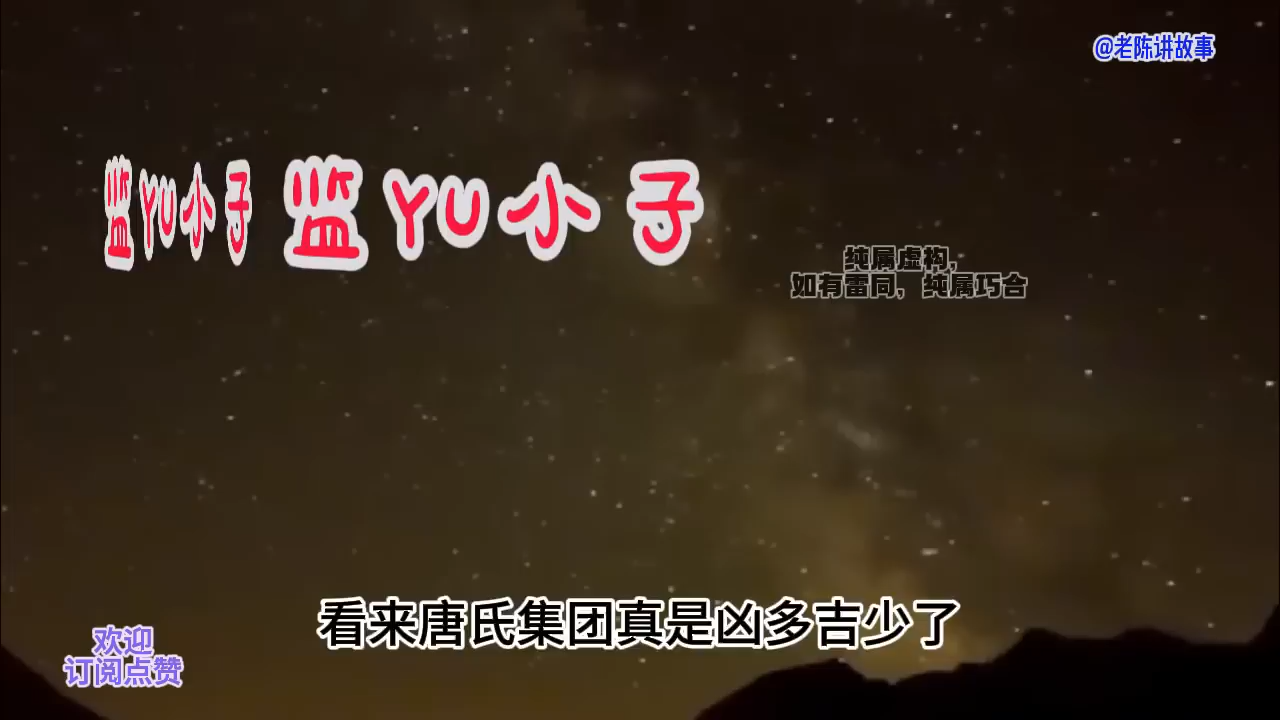 @老陈讲故事
监YU小子 监YU小子
纯属虚构，
如有雷同，纯属巧合
看来唐氏集团真是凶多吉少了
欢迎
订阅点赞